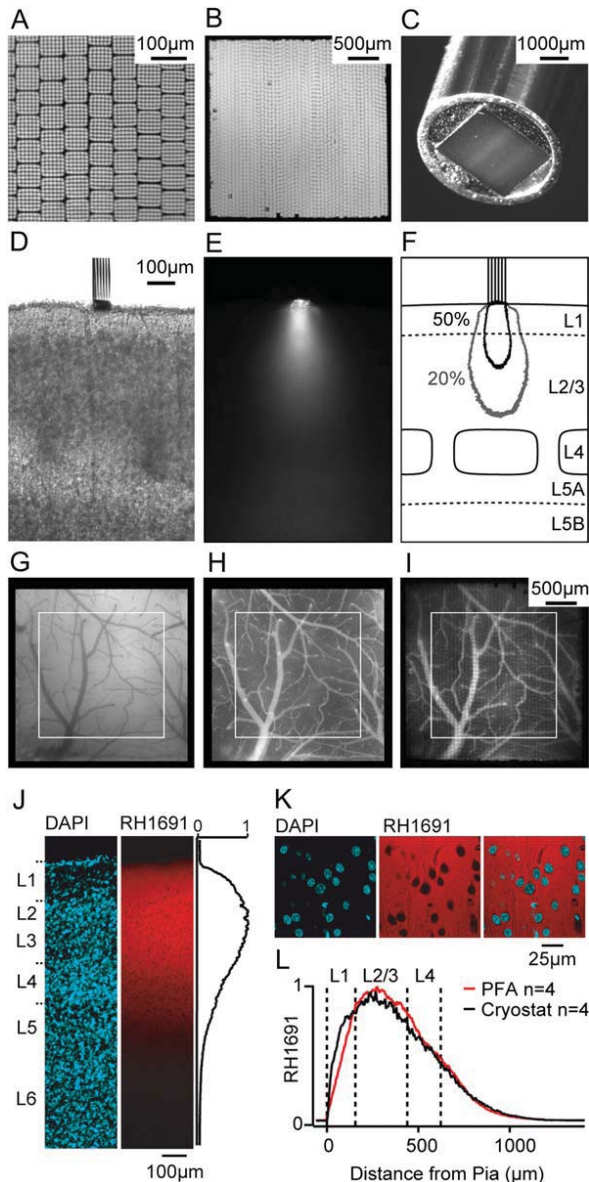 A
100µm
B
500µm
C
1000µm
D
100µm
E
F
50%
20%
L1
L2/3
L4
L5A
L5B
G
H
I
500µm
J
DAPI
RH1691
0
1
L1
L2
L3
L4
L5
L6
100µm
K
DAPI
RH1691
25µm
L
L1
L2/3
L4
1
0
RH1691
PFA n=4
Cryostat n=4
0
500
1000
Distance from Pia (µm)